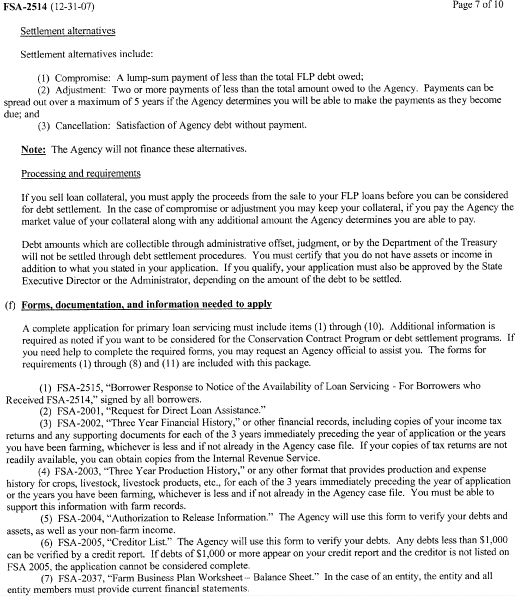 FSA-2514 (12-31-07) Page 7 of 10
Settlement alternatives
Settlement alternatives include:
(1) Compromise: A lump-sum payment of less than the total FLP debt owed;
(2) Adjustment: Two or more payments of less than the total amount owed to the Agency. Payments can be
spread out over a maximum of 5 years if the Agency determines you will be able to make the payments as they become
due; and
(3) Cancellation: Satisfaction of Agency debt without payment.
Note: The Agency will not finance these alternatives.
Processing and requirements
If you sell loan collateral, you must apply the proceeds from the sale to your FLP loans before you can be considered
for debt settlement. In the case of compromise or adjustment you may keep your collateral, if you pay the Agency the
market value of your collateral along with any additional amount the Agency determines you are able to pay.
Debt amounts which are collectible through administrative offset, judgment, or by the Department of the Treasury
will not be settled through debt settlement procedures. You must certify that you do not have assets or income in
addition to what you stated in your application. If you qualify, your application must also be approved by the State
Executive Director or the Administrator, depending on the amount of the debt to be settled.
(f) Forms, documentation, and information needed to apply
A complete application for primary loan servicing must include items (1) through (10). Additional information is
required as noted if you want to be considered for the Conservation Contract Program or debt settlement programs. If
you need help to complete the required forms, you may request an Agency official to assist you. The forms for
requirements (1) through (8) and (11) are included with this package.
(1) FSA-2515, "Borrower Response to Notice of the Availability of Loan Servicing - For Borrowers who
Received FSA-2514," signed by all borrowers.
(2) FSA-2001, "Request for Direct Loan Assistance."
(3) FSA-2002, "Three Year Financial History," or other financial records, including copies of your income tax
returns and any supporting documents for each of the 3 years immediately preceding the year of application or the years
you have been farming, whichever is less and if not already in the Agency case file. If your copies of tax returns are not
readily available, you can obtain copies from the Internal Revenue Service.
(4) FSA-2003, "Three Year Production History," or any other format that provides production and expense
history for crops, livestock, livestock products, etc., for each of the 3 years immediately preceding the year of application
or the years you have been farming, whichever is less and if not already in the Agency case file. You must be able to
support this information with farm records.
(5) FSA-2004, "Authorization to Release Information." The Agency will use this form to verify your debts and
assets, as well as your non-farm income.
(6) FSA-2005, "Creditor List." The Agency will use this form to verify your debts. Any debts less than $1,000
can be verified by a credit report. If debts of $1,000 or more appear on your credit report and the creditor is not listed on
FSA 2005, the application cannot be considered complete.
(7) FSA-2037, "Farm Business Plan Worksheet – Balance Sheet." In the case of an entity, the entity and all
entity members must provide current financial statements.